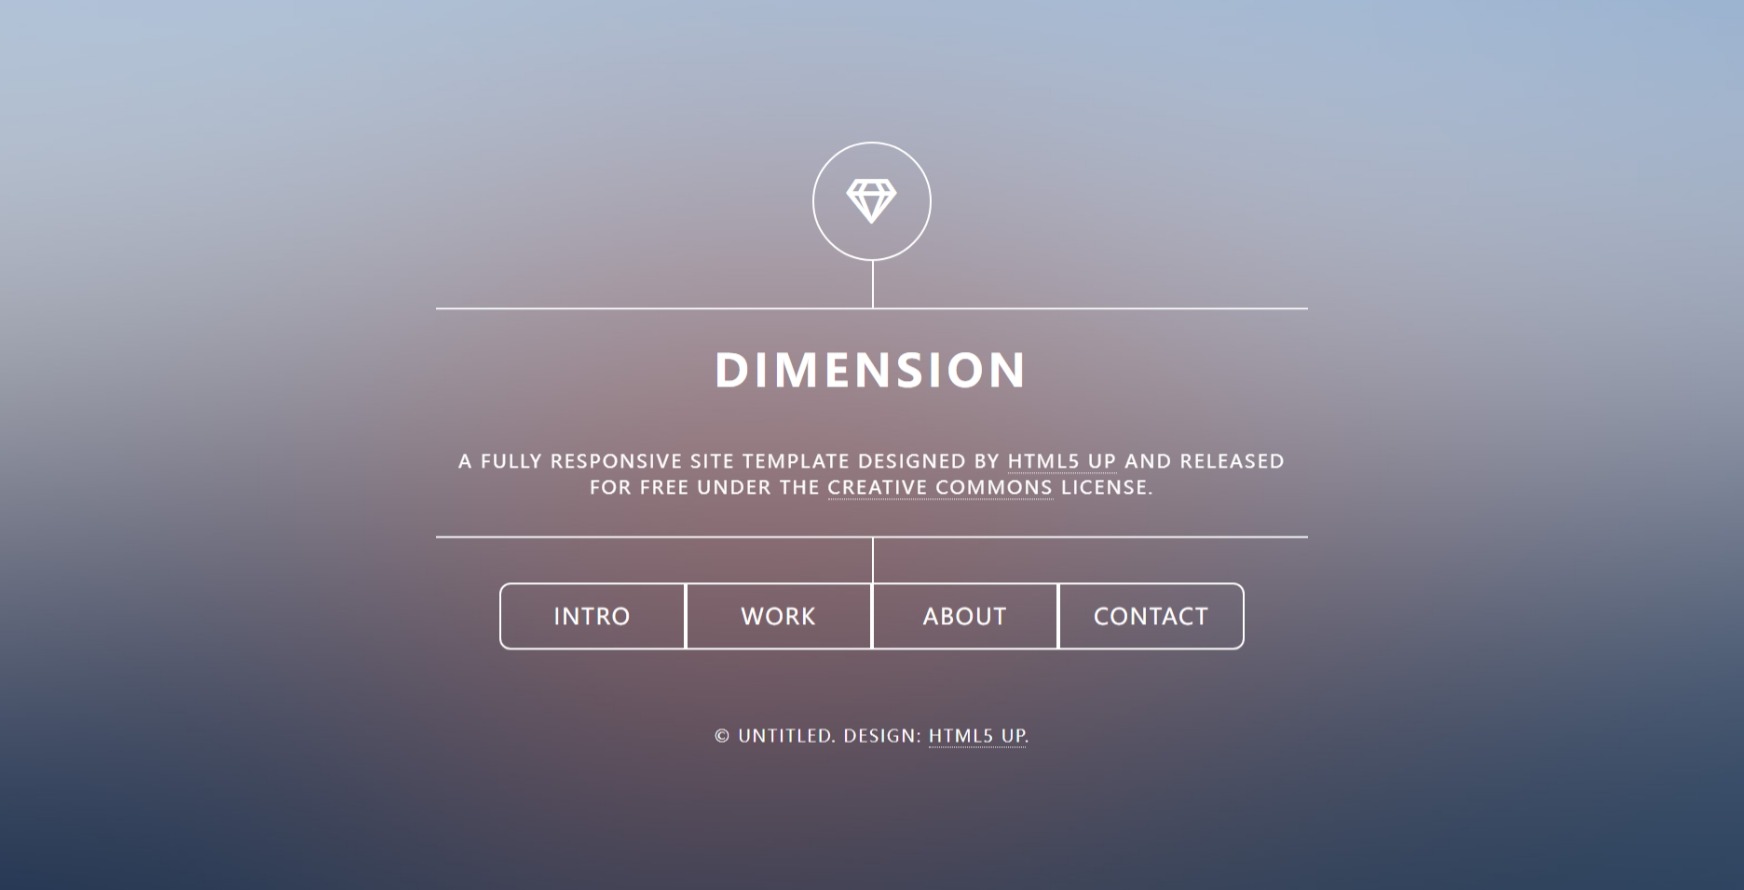 DIMENSION
A FULLY RESPONSIVE SITE TEMPLATE DESIGNED BY HTML5 UP AND RELEASED
FOR FREE UNDER THE CREATIVE COMMONS LICENSE.
INTRO WORK ABOUT CONTACT
© UNTITLED. DESIGN: HTML5 UP.